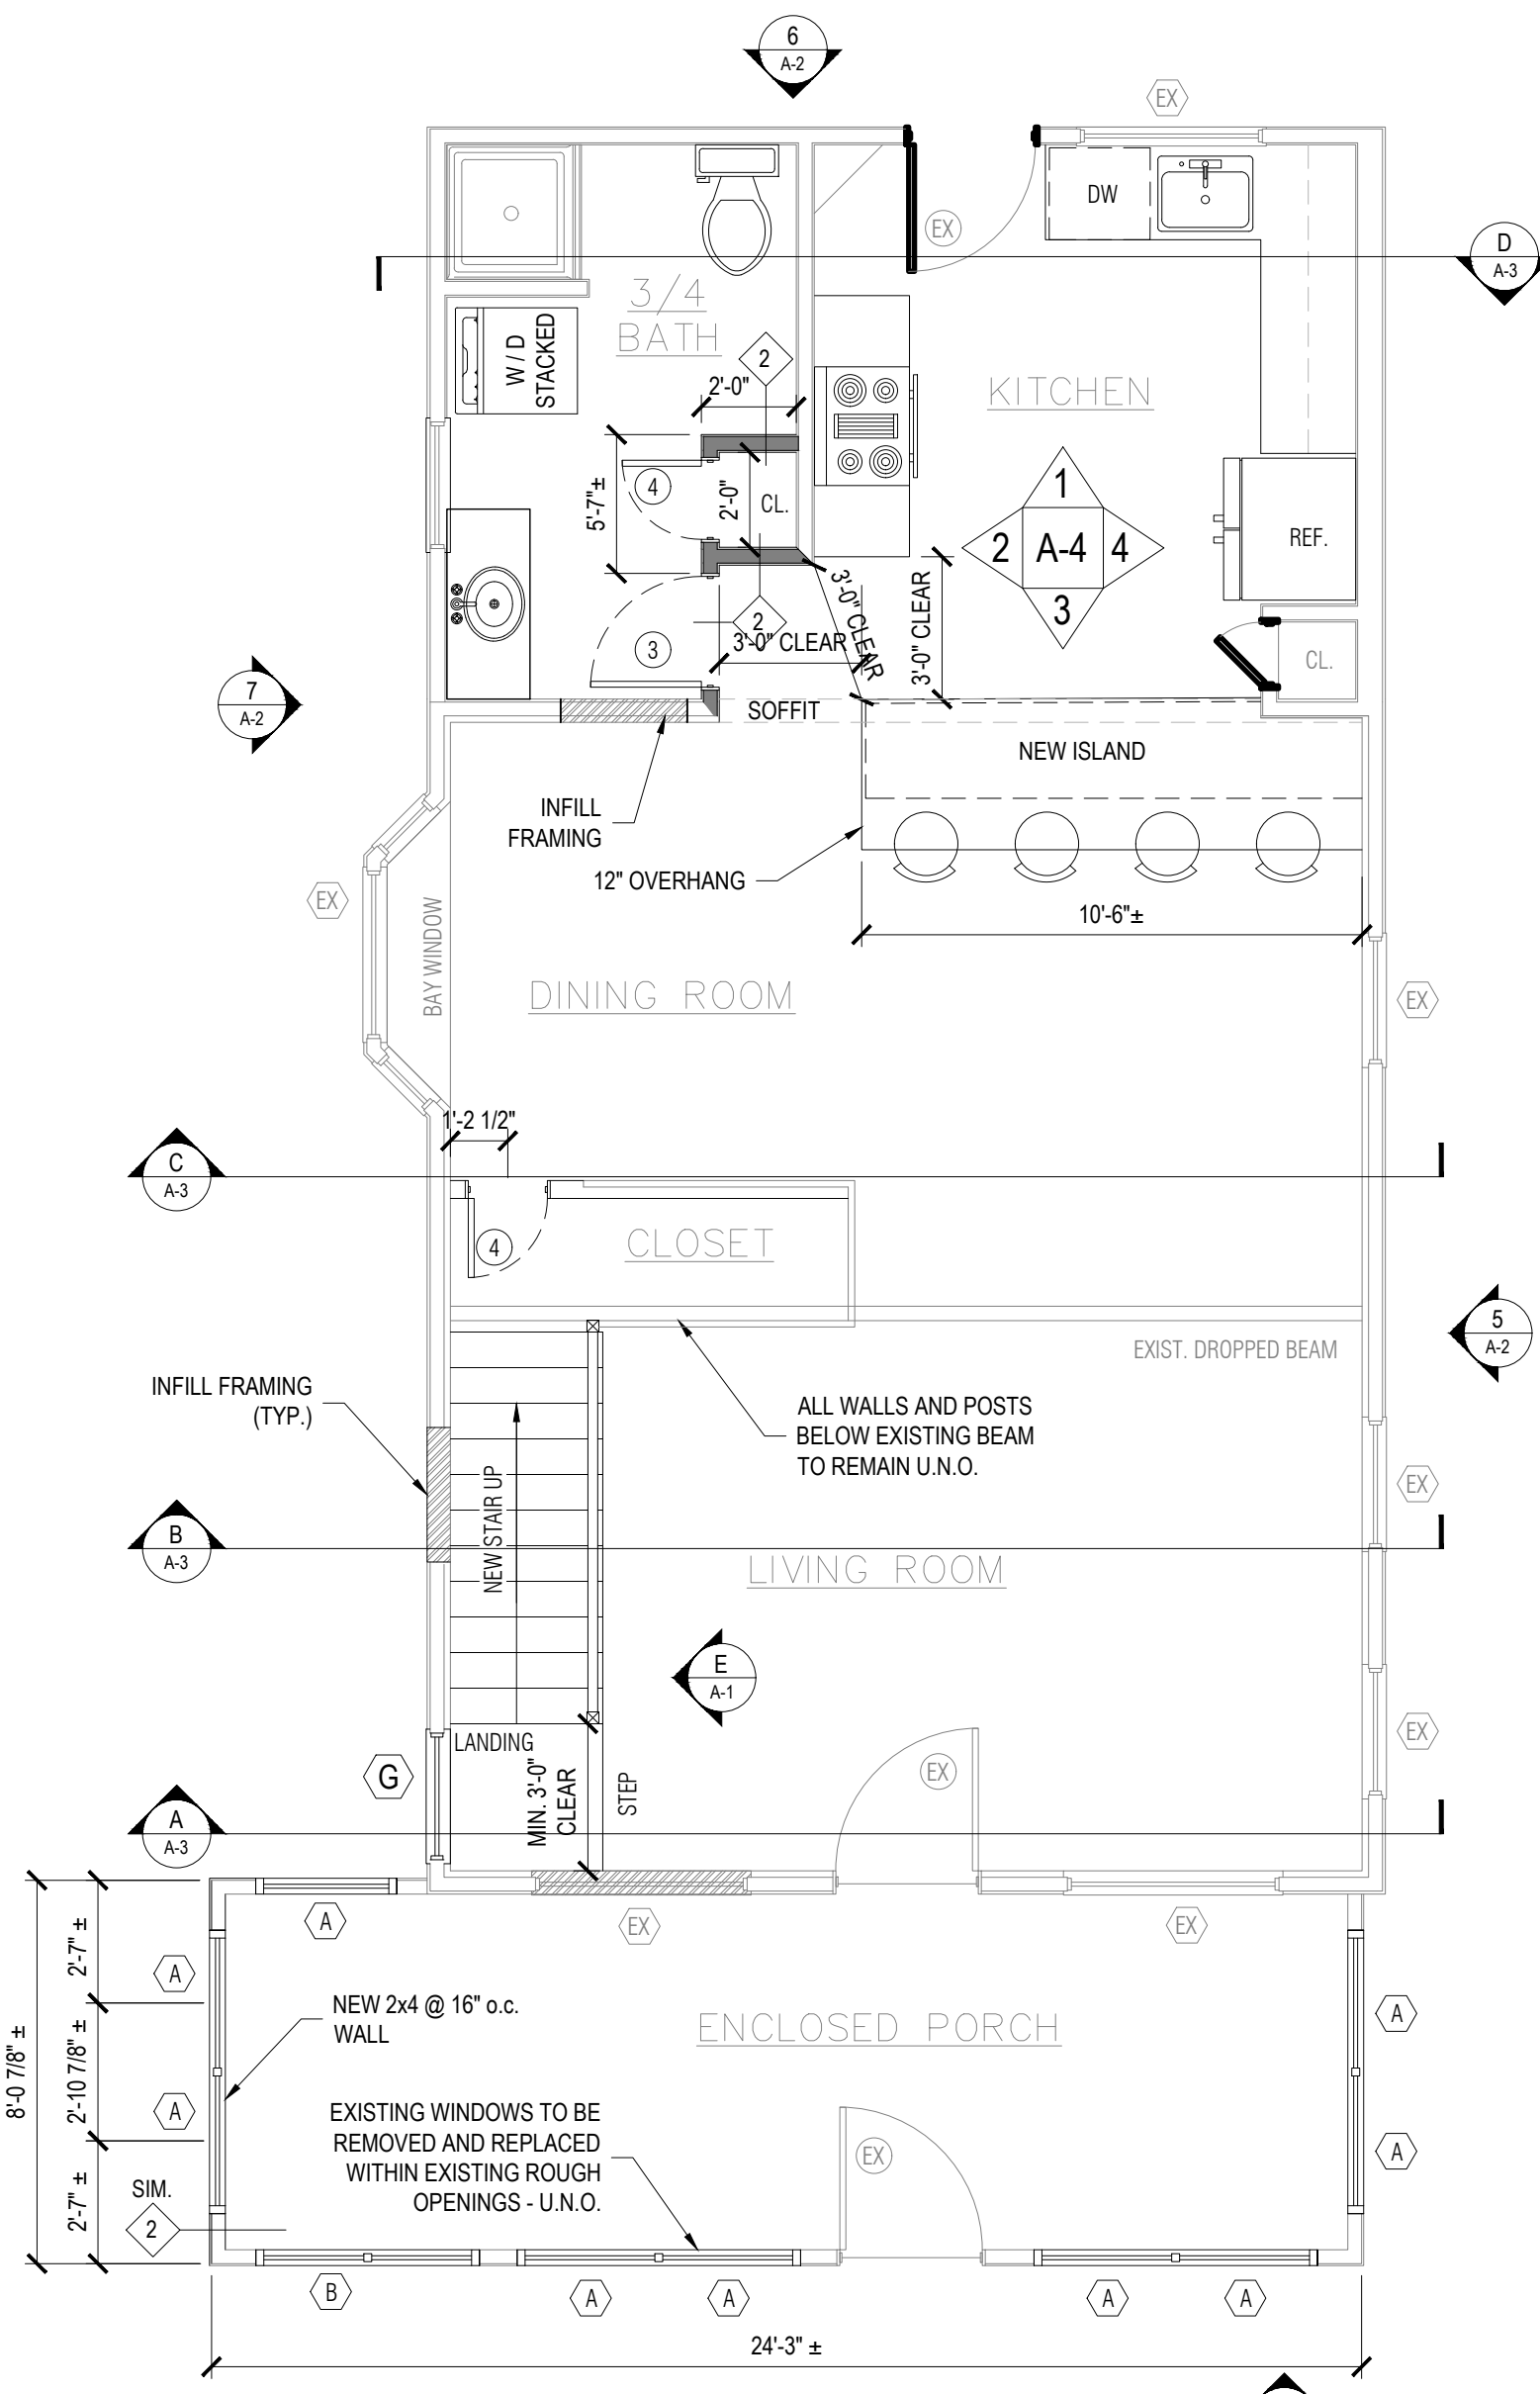 6
A-2
EX
DW
EX
D
A-3
3/4
BATH
W / D
STACKED
2
2'-0"
KITCHEN
5'-7"±
4
2'-0"
CL.
1
2
A-4
4
3
REF.
3'-0" CLEAR
3'-0" CLEAR
2
3'-0" CLEAR
3
CL.
7
A-2
SOFFIT
NEW ISLAND
INFILL
FRAMING
12" OVERHANG
EX
10'-6"±
BAY WINDOW
DINING ROOM
EX
1'-2 1/2"
C
A-3
4
CLOSET
5
A-2
EXIST. DROPPED BEAM
INFILL FRAMING
(TYP.)
ALL WALLS AND POSTS
BELOW EXISTING BEAM
TO REMAIN U.N.O.
EX
NEW STAIR UP
B
A-3
LIVING ROOM
E
A-1
LANDING
EX
G
MIN. 3'-0"
CLEAR
STEP
EX
A
A-3
A
EX
EX
2'-7" ±
A
NEW 2x4 @ 16" o.c.
WALL
ENCLOSED PORCH
A
8'-0 7/8" ±
2'-10 7/8" ±
A
EXISTING WINDOWS TO BE
REMOVED AND REPLACED
WITHIN EXISTING ROUGH
OPENINGS - U.N.O.
EX
A
2'-7" ±
SIM.
2
B
A
A
A
A
24'-3" ±